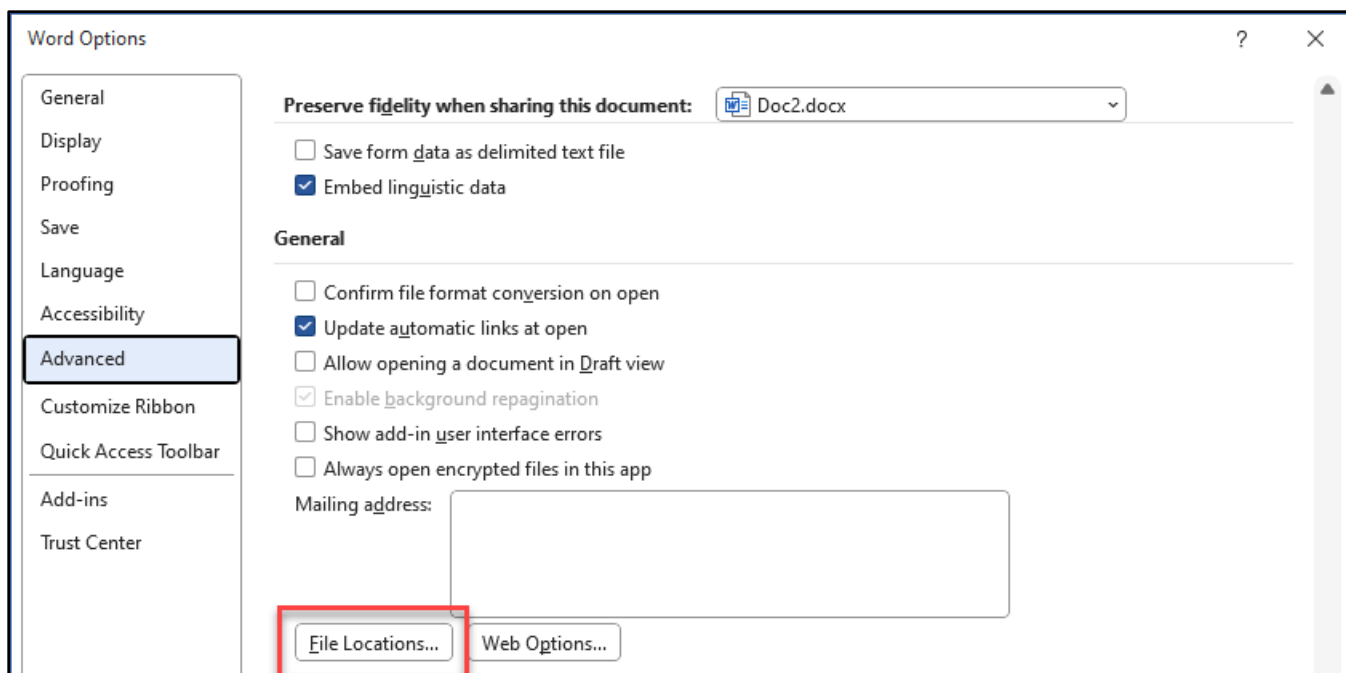 Word Options
?
General
Display
Proofing
Save
Language
Accessibility
Advanced
Customize Ribbon
Quick Access Toolbar
Add-ins
Trust Center
Preserve fidelity when sharing this document: Doc2.docx
Save form data as delimited text file
Embed linguistic data
General
Confirm file format conversion on open
Update automatic links at open
Allow opening a document in Draft view
Enable background repagination
Show add-in user interface errors
Always open encrypted files in this app
Mailing address:
File Locations... Web Options...